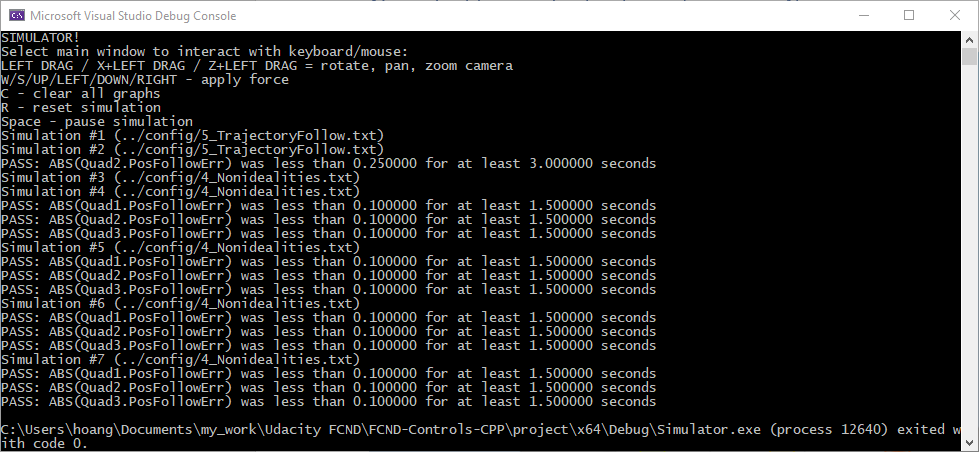 Microsoft Visual Studio Debug Console
SIMULATOR!
Select main window to interact with keyboard/mouse:
LEFT DRAG / X+LEFT DRAG / Z+LEFT DRAG = rotate, pan, zoom camera
W/S/UP/LEFT/DOWN/RIGHT - apply force
C - clear all graphs
R - reset simulation
Space - pause simulation
Simulation #1 (../config/5_TrajectoryFollow.txt)
Simulation #2 (../config/5_TrajectoryFollow.txt)
PASS: ABS(Quad2.PosFollowErr) was less than 0.250000 for at least 3.000000 seconds
Simulation #3 (../config/4_Nonidealities.txt)
Simulation #4 (../config/4_Nonidealities.txt)
PASS: ABS(Quad1.PosFollowErr) was less than 0.100000 for at least 1.500000 seconds
PASS: ABS(Quad2.PosFollowErr) was less than 0.100000 for at least 1.500000 seconds
PASS: ABS(Quad3.PosFollowErr) was less than 0.100000 for at least 1.500000 seconds
Simulation #5 (../config/4_Nonidealities.txt)
PASS: ABS(Quad1.PosFollowErr) was less than 0.100000 for at least 1.500000 seconds
PASS: ABS(Quad2.PosFollowErr) was less than 0.100000 for at least 1.500000 seconds
PASS: ABS(Quad3.PosFollowErr) was less than 0.100000 for at least 1.500000 seconds
Simulation #6 (../config/4_Nonidealities.txt)
PASS: ABS(Quad1.PosFollowErr) was less than 0.100000 for at least 1.500000 seconds
PASS: ABS(Quad2.PosFollowErr) was less than 0.100000 for at least 1.500000 seconds
PASS: ABS(Quad3.PosFollowErr) was less than 0.100000 for at least 1.500000 seconds
Simulation #7 (../config/4_Nonidealities.txt)
PASS: ABS(Quad1.PosFollowErr) was less than 0.100000 for at least 1.500000 seconds
PASS: ABS(Quad2.PosFollowErr) was less than 0.100000 for at least 1.500000 seconds
PASS: ABS(Quad3.PosFollowErr) was less than 0.100000 for at least 1.500000 seconds
C:\Users\hoang\Documents\my_work\Udacity FCND\FCND-Controls-CPP\project\x64\Debug\Simulator.exe (process 12640) exited w
ith code 0.